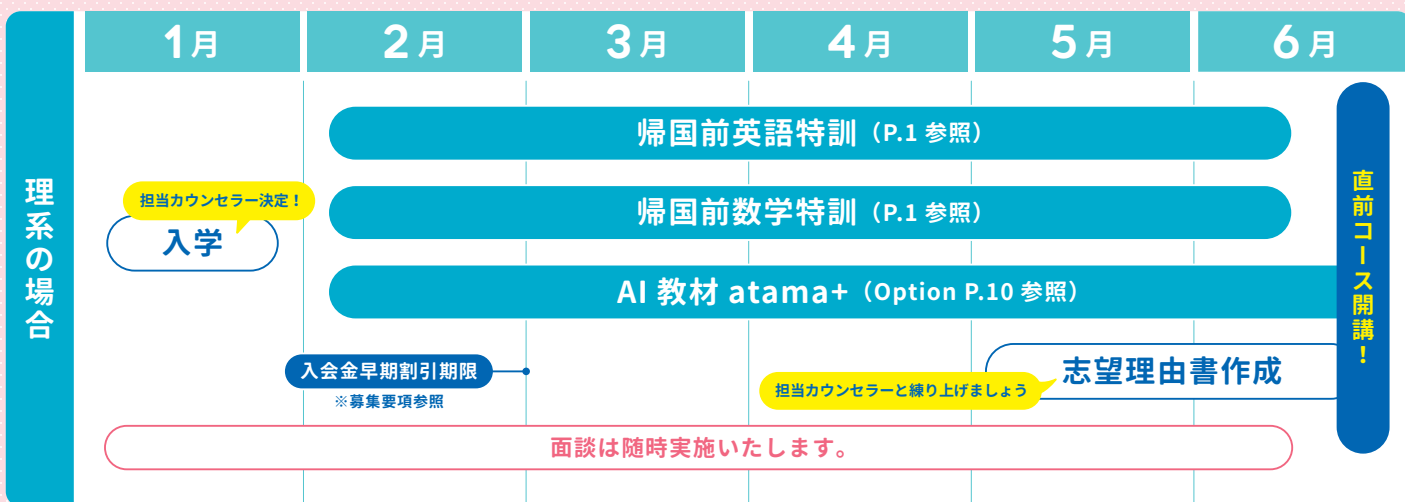 1月
2月
3月
4月
5月
6月
理系の場合
帰国前英語特訓（P.1 参照）
担当カウンセラー決定！
入学
帰国前数学特訓（P.1 参照）
AI 教材 atama+（Option P.10 参照）
直前コース開講！
入会金早期割引期限
※募集要項参照
志望理由書作成
担当カウンセラーと練り上げましょう
面談は随時実施いたします。